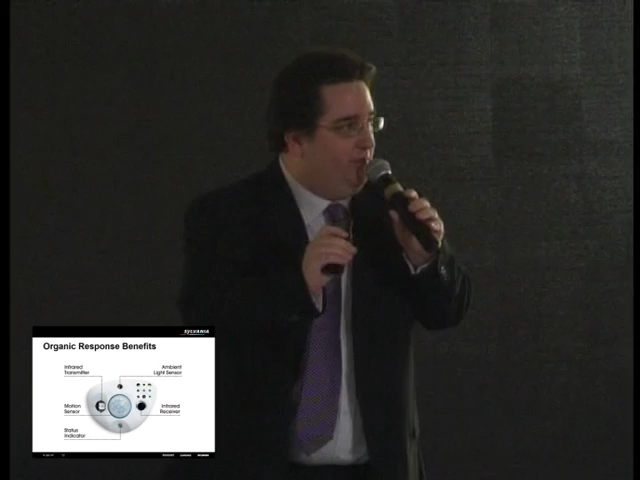 SYLVANIA
Organic Response Benefits
Infrared
Transmitter
Ambient
Light Sensor
Motion
Sensor
Infrared
Receiver
Status
Indicator